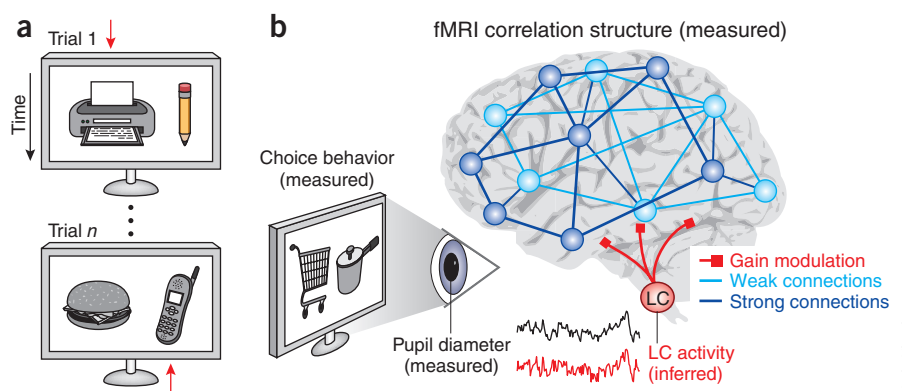 a
Trial 1
Time
Trial n
b
fMRI correlation structure (measured)
Choice behavior
(measured)
Pupil diameter
(measured)
LC
LC activity
(inferred)
Gain modulation
Weak connections
Strong connections